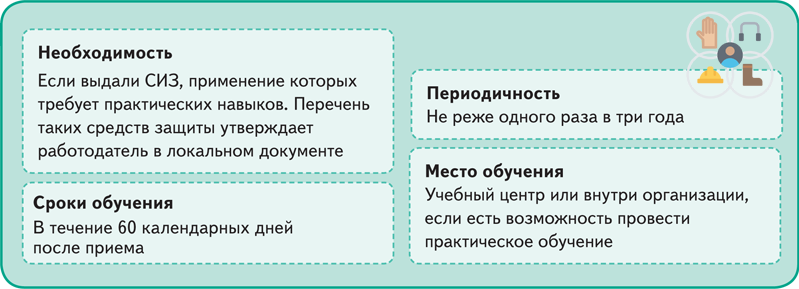 Необходимость
Если выдали СИЗ, применение которых
требует практических навыков. Перечень
таких средств защиты утверждает
работодатель в локальном документе
Сроки обучения
В течение 60 календарных дней
после приема
Периодичность
Не реже одного раза в три года
Место обучения
Учебный центр или внутри организации,
если есть возможность провести
практическое обучение